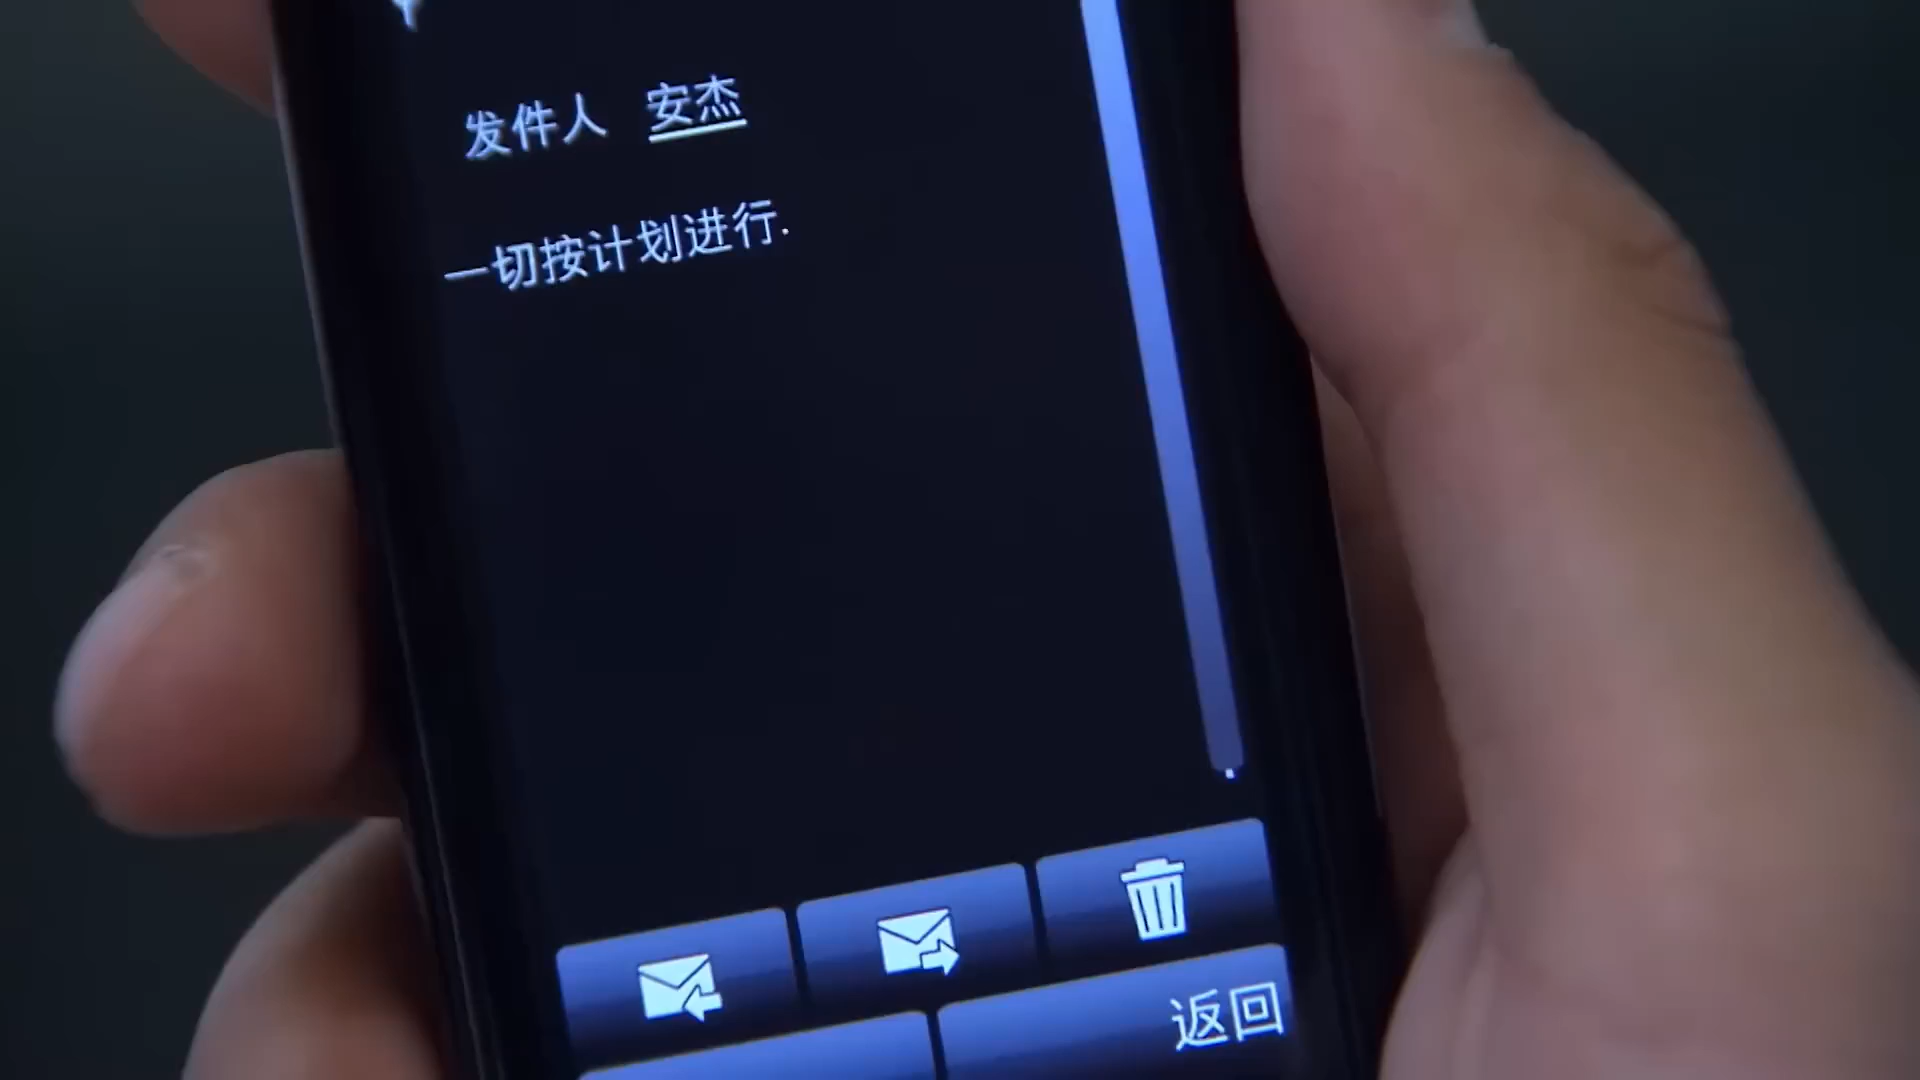 发件人 安杰
一切按计划进行.
返回